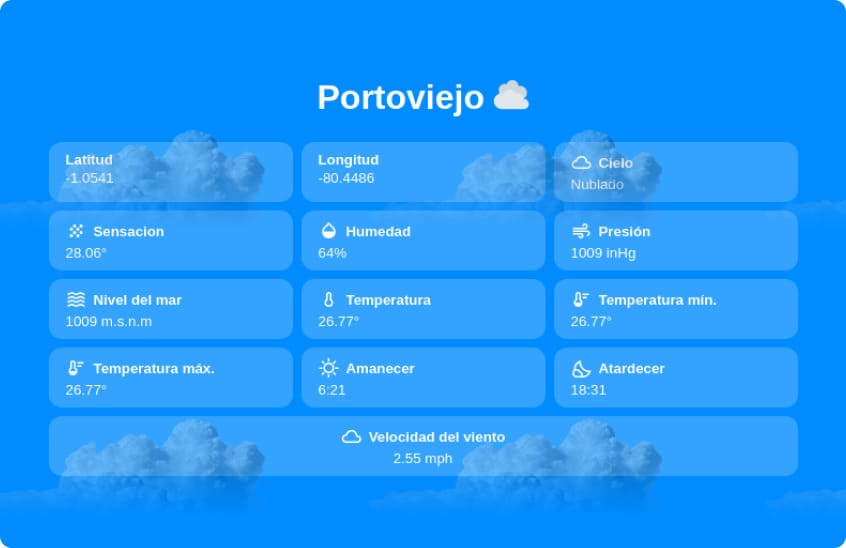 Portoviejo
Latitud
-1.0541
Longitud
-80.4486
Cielo
Nublado
Sensacion
28.06°
Humedad
64%
Presión
1009 inHg
Nivel del mar
1009 m.s.n.m
Temperatura
26.77°
Temperatura mín.
26.77°
Temperatura máx.
26.77°
Amanecer
6:21
Atardecer
18:31
Velocidad del viento
2.55 mph